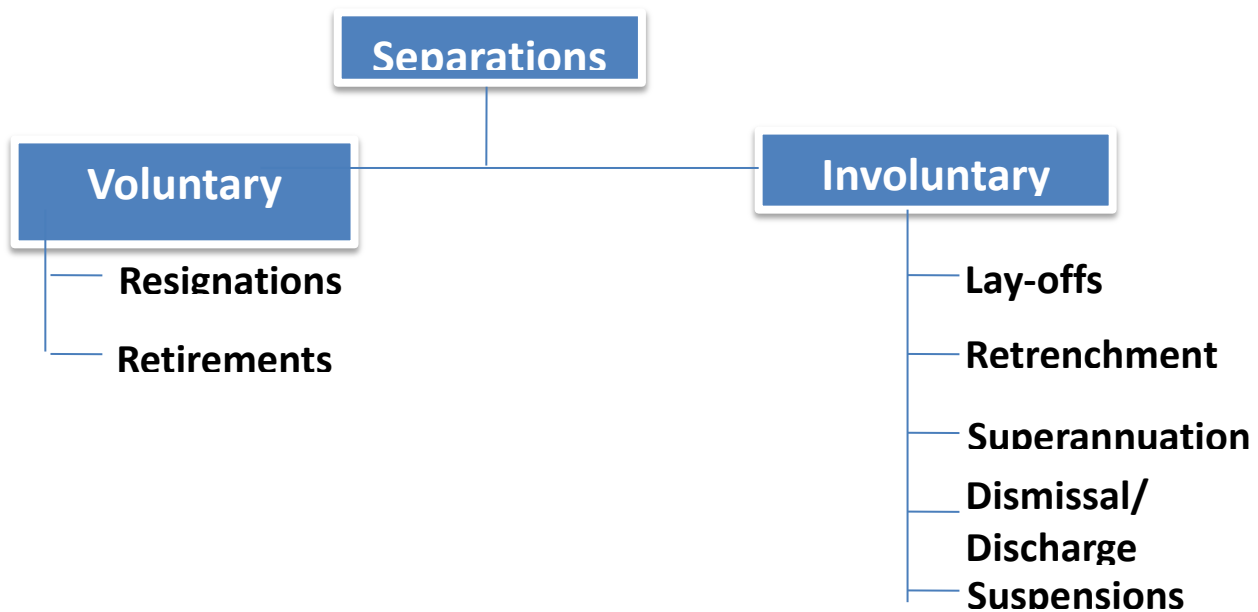 Separations
Voluntary
Involuntary
Resignations
Retirements
Lay-offs
Retrenchment
Superannuation
Dismissal/
Discharge
Suspensions